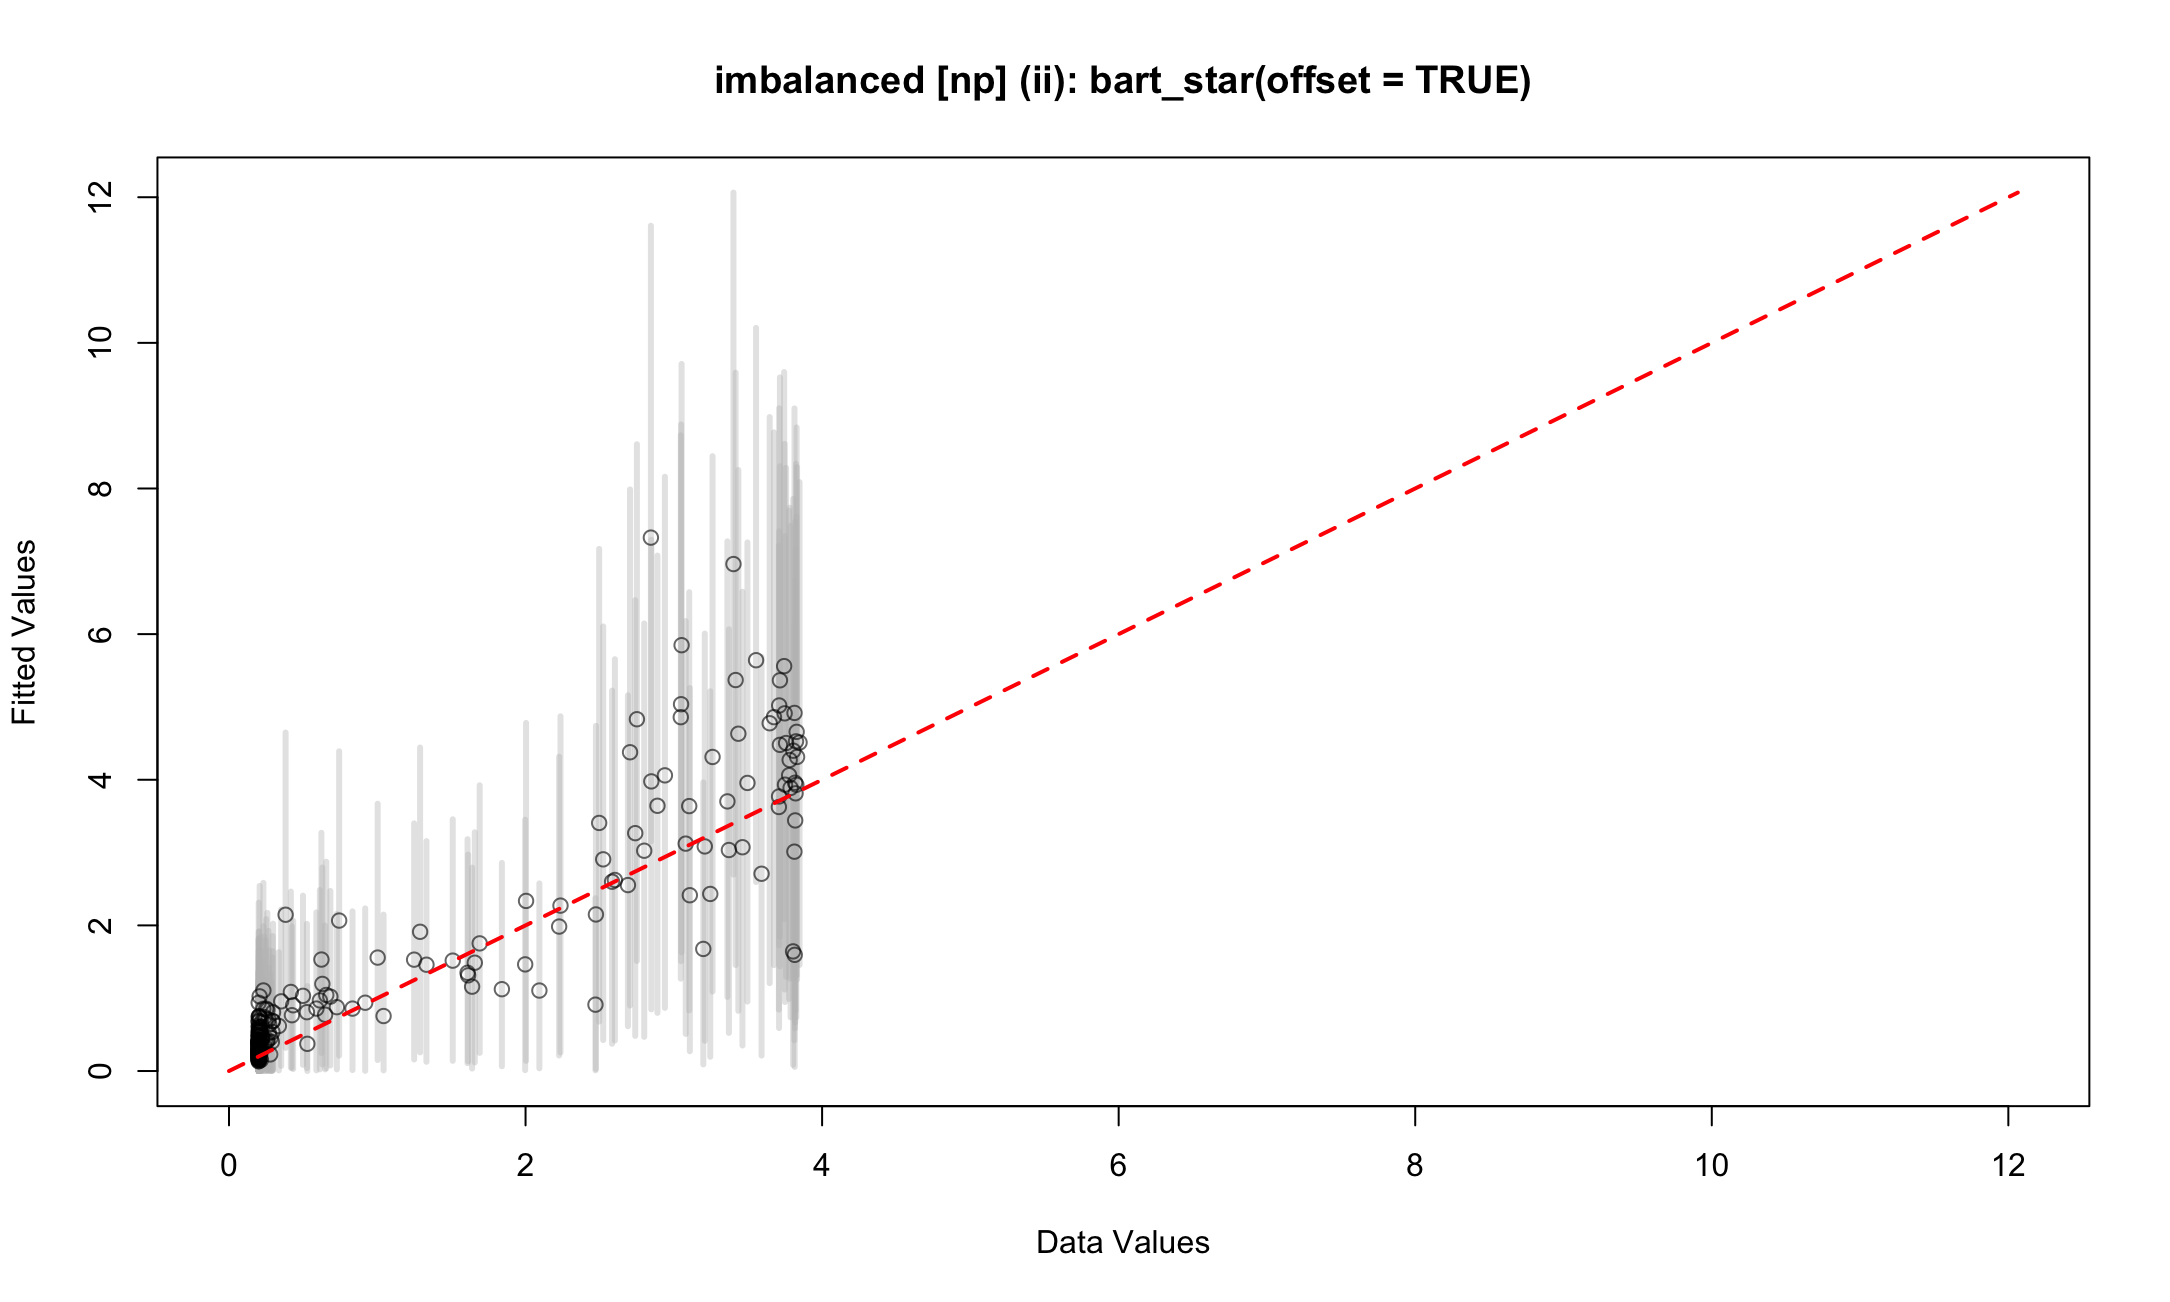 imbalanced [np] (ii): bart_star(offset = TRUE)
12
10
8
6
4
2
0
Fitted Values
0 2 4 6 8 10 12
Data Values